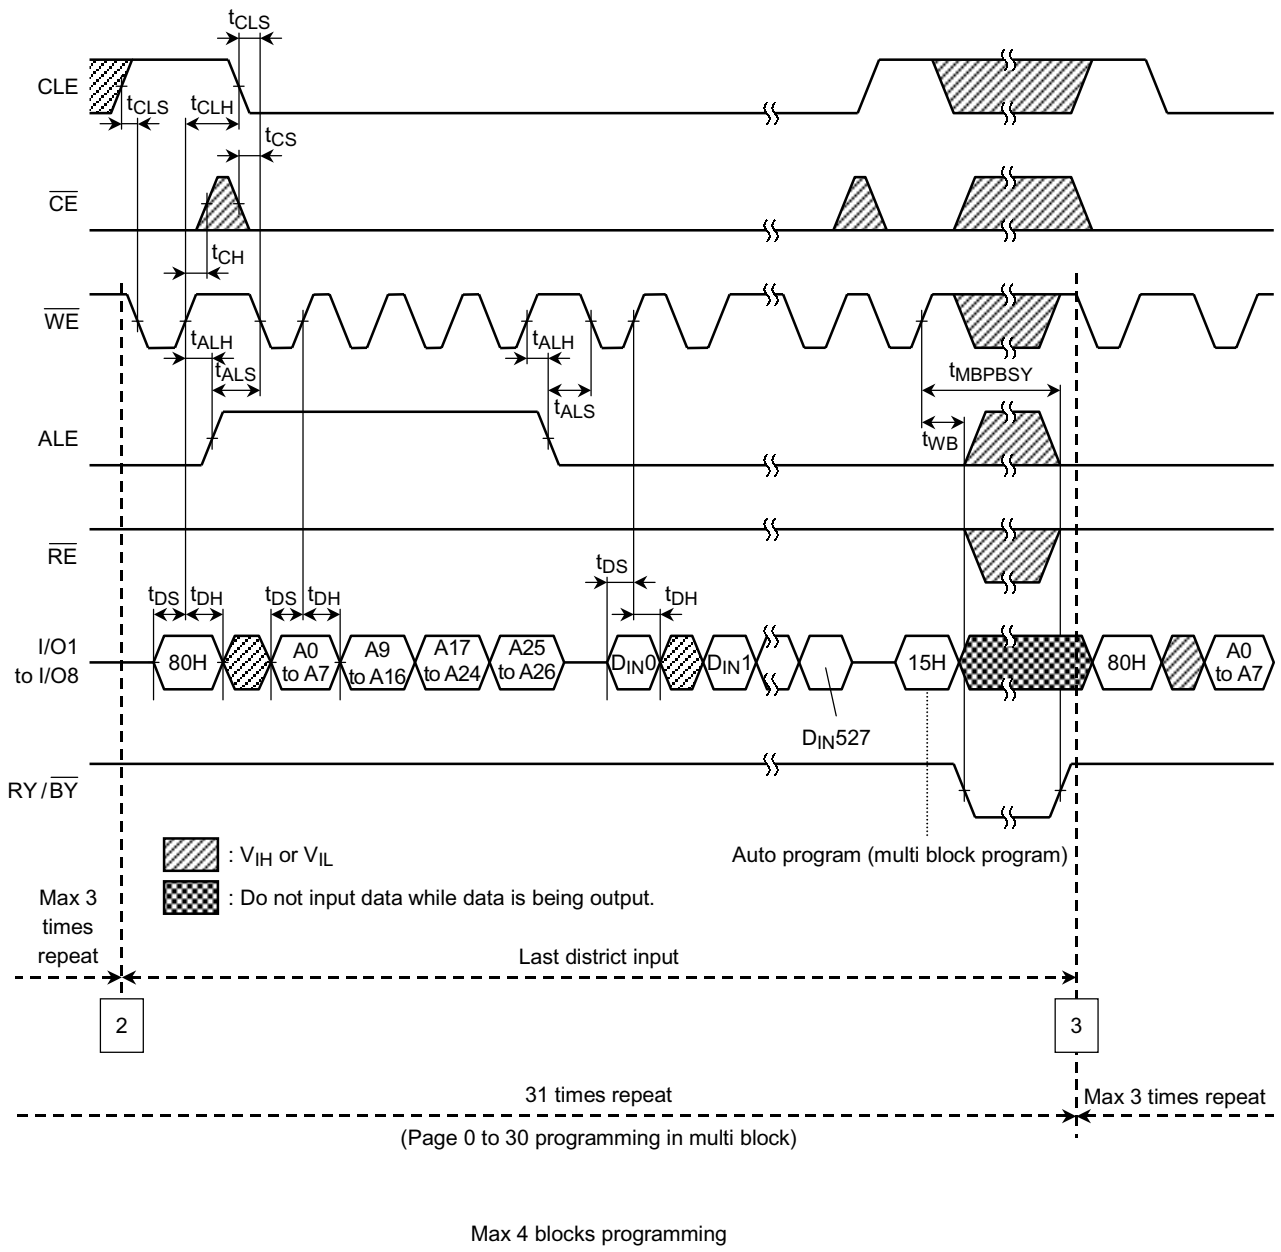 tCLS
CLE
tCLS
tCLH
tCS
CE
tCH
WE
tALH
tALH
tALS
tMBPBSY
tALS
ALE
tWB
RE
tDS
tDS
tDH
tDS
tDH
tDH
I/O1
to I/O8
80H
A0
to A7
A9
to A16
A17
to A24
A25
to A26
DIN0
DIN1
15H
80H
A0
to A7
DIN527
RY/BY
: VIH or VIL
Auto program (multi block program)
: Do not input data while data is being output.
Max 3
times
repeat
Last district input
2
3
31 times repeat
Max 3 times repeat
(Page 0 to 30 programming in multi block)
Max 4 blocks programming